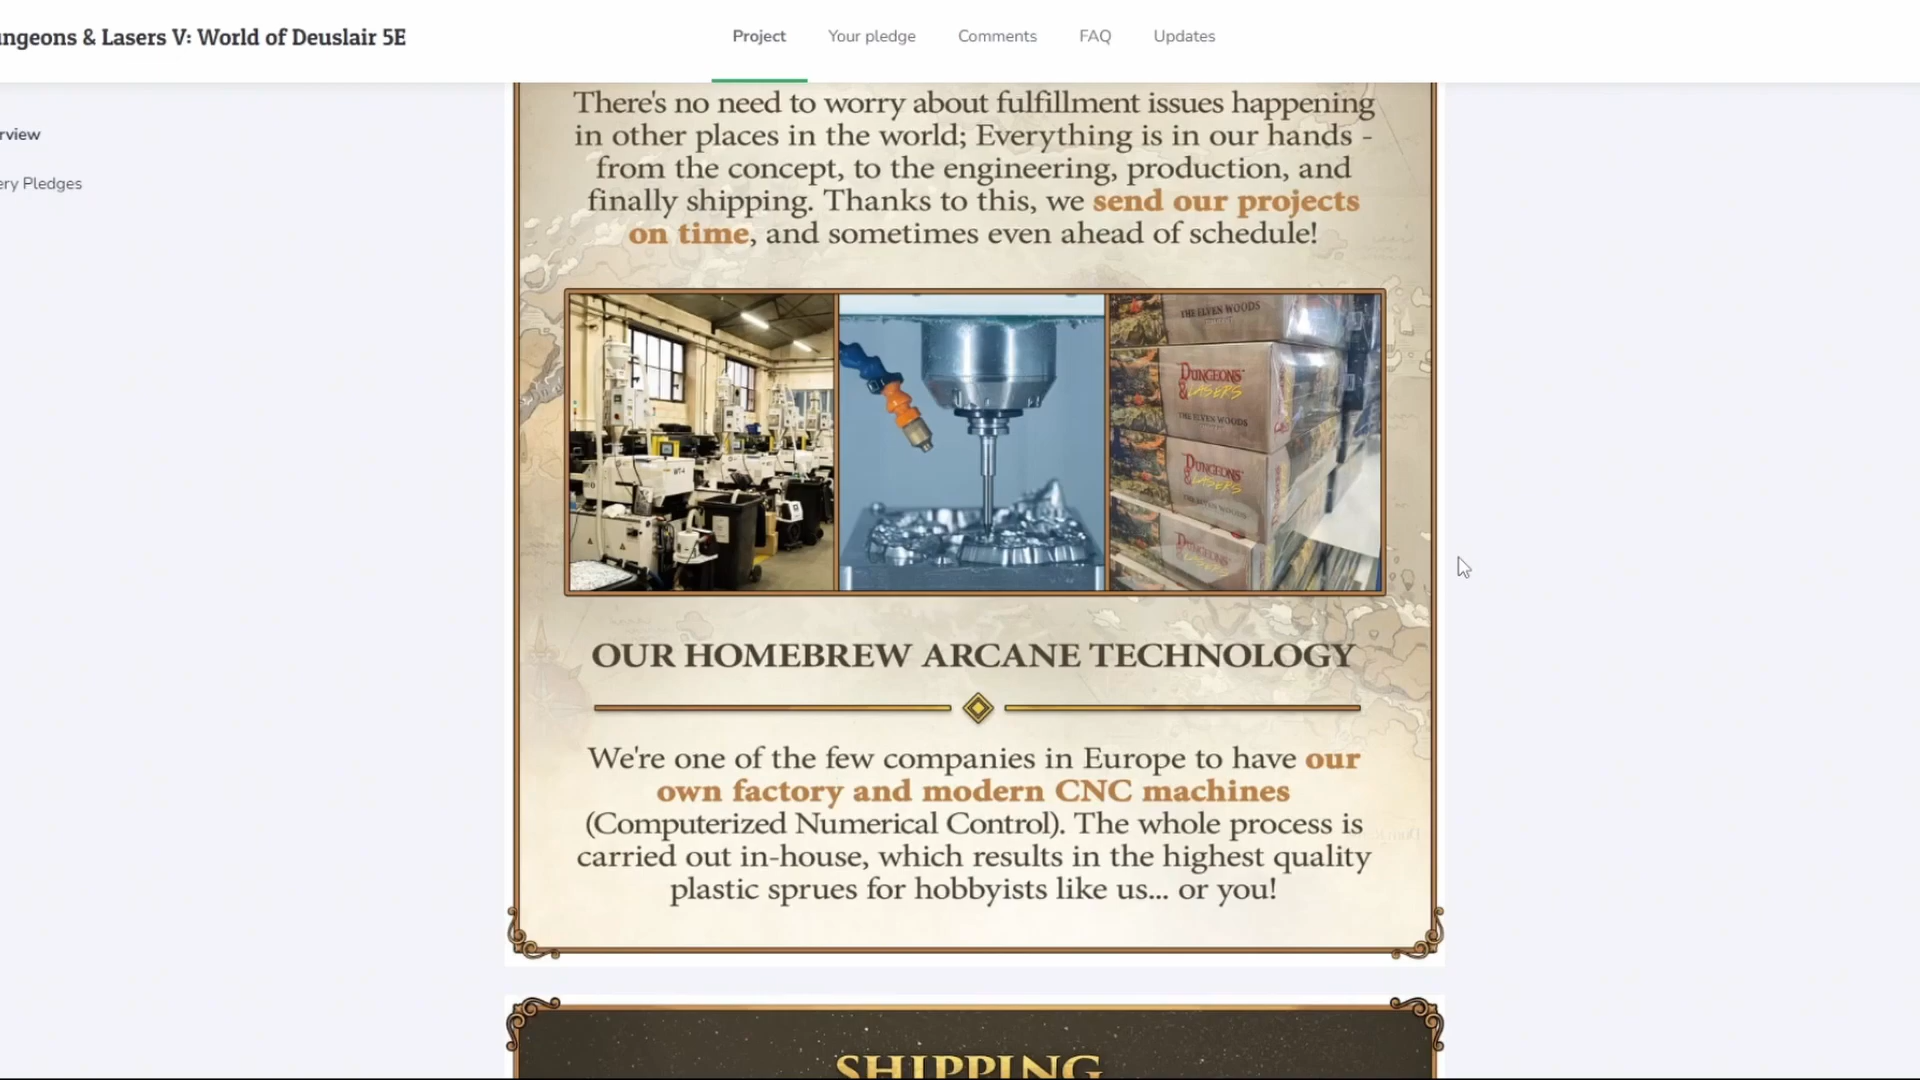 ngeons & Lasers V: World of Deuslair 5E
Project
Your pledge
Comments
FAQ
Updates
rview
ery Pledges
There's no need to worry about fulfillment issues happening
in other places in the world; Everything is in our hands -
from the concept, to the engineering, production, and
finally shipping. Thanks to this, we send our projects
on time, and sometimes even ahead of schedule!
THE ELVEN WOODS
DUNGEONS
& LASERS
THE ELVEN WOODS
DUNGEONS
& LASERS
THE ELVEN WOODS
DUNGEONS
& LASERS
OUR HOMEBREW ARCANE TECHNOLOGY
We're one of the few companies in Europe to have our
own factory and modern CNC machines
(Computerized Numerical Control). The whole process is
carried out in-house, which results in the highest quality
plastic sprues for hobbyists like us... or you!
SHIPPING